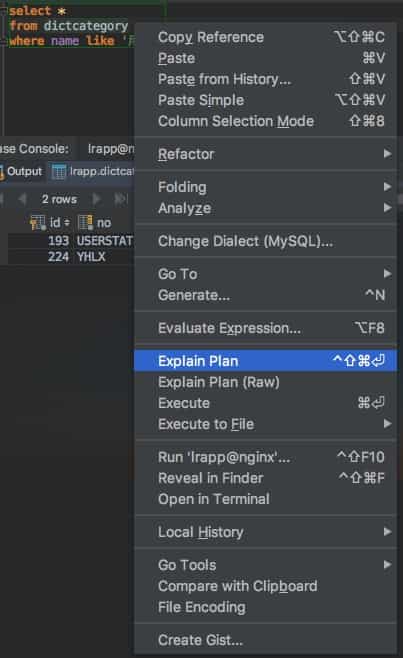 select *
from dictcategory
where name like '
Copy Reference ⌥⇧⌘C
Paste ⌘V
Paste from History... ⇧⌘V
Paste Simple ⌥⇧⌘V
Column Selection Mode ⇧⌘8
Refactor
Folding
Analyze
Change Dialect (MySQL)...
Go To
Generate... ^N
Evaluate Expression... ⌥F8
Explain Plan ^⇧⌘⏎
Explain Plan (Raw)
Execute ⌘⏎
Execute to File
Run 'lrapp@nginx'... ^⇧F10
Reveal in Finder ^⇧⌘F
Open in Terminal
Local History
Go Tools
Compare with Clipboard
File Encoding
Create Gist...
ase Console: lrapp@n
Output lrapp.dictcat
2 rows
id no
193 USERSTAT
224 YHLX